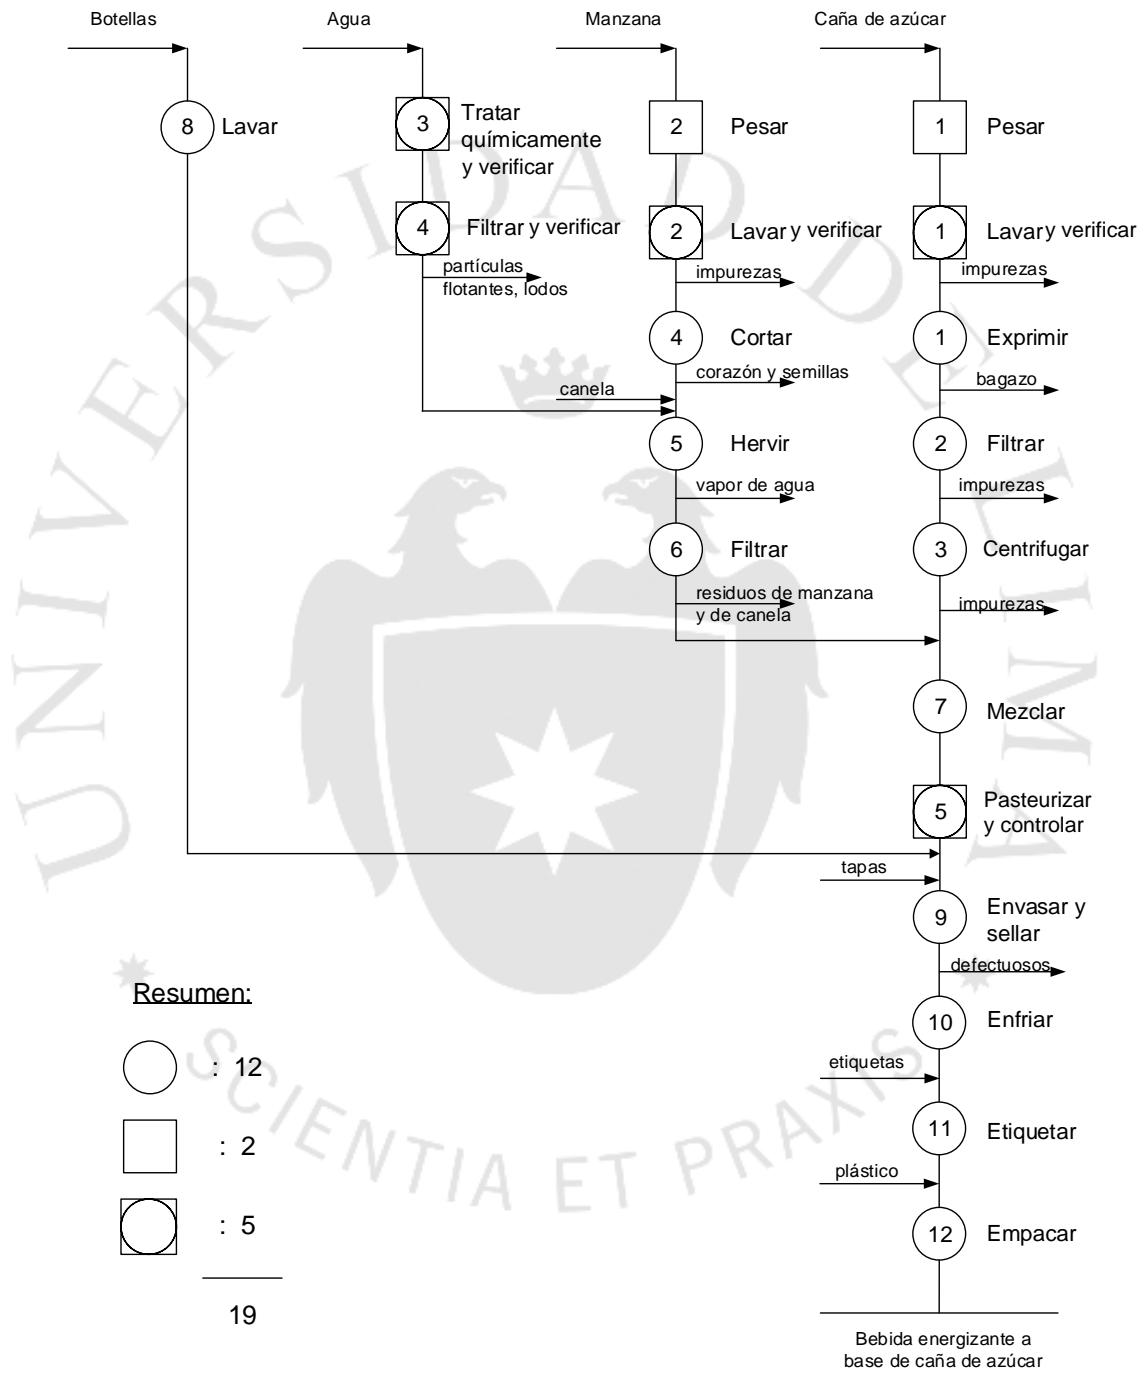 Botellas
Agua
Manzana
Caña de azúcar
8 Lavar
3 Tratar
químicamente
y verificar
2 Pesar
1 Pesar
4 Filtrar y verificar
2 Lavar y verificar
1 Lavar y verificar
partículas
flotantes, lodos
impurezas
impurezas
4 Cortar
1 Exprimir
corazón y semillas
bagazo
canela
5 Hervir
2 Filtrar
vapor de agua
impurezas
6 Filtrar
3 Centrifugar
residuos de manzana
y de canela
impurezas
7 Mezclar
5 Pasteurizar
y controlar
tapas
9 Envasar y
sellar
defectuosos
Resumen:
10 Enfriar
: 12
etiquetas
11 Etiquetar
: 2
plástico
: 5
12 Empacar
19
Bebida energizante a
base de caña de azúcar
UNIVERSIDAD DE LIMA
SCIENTIA ET PRAXIS